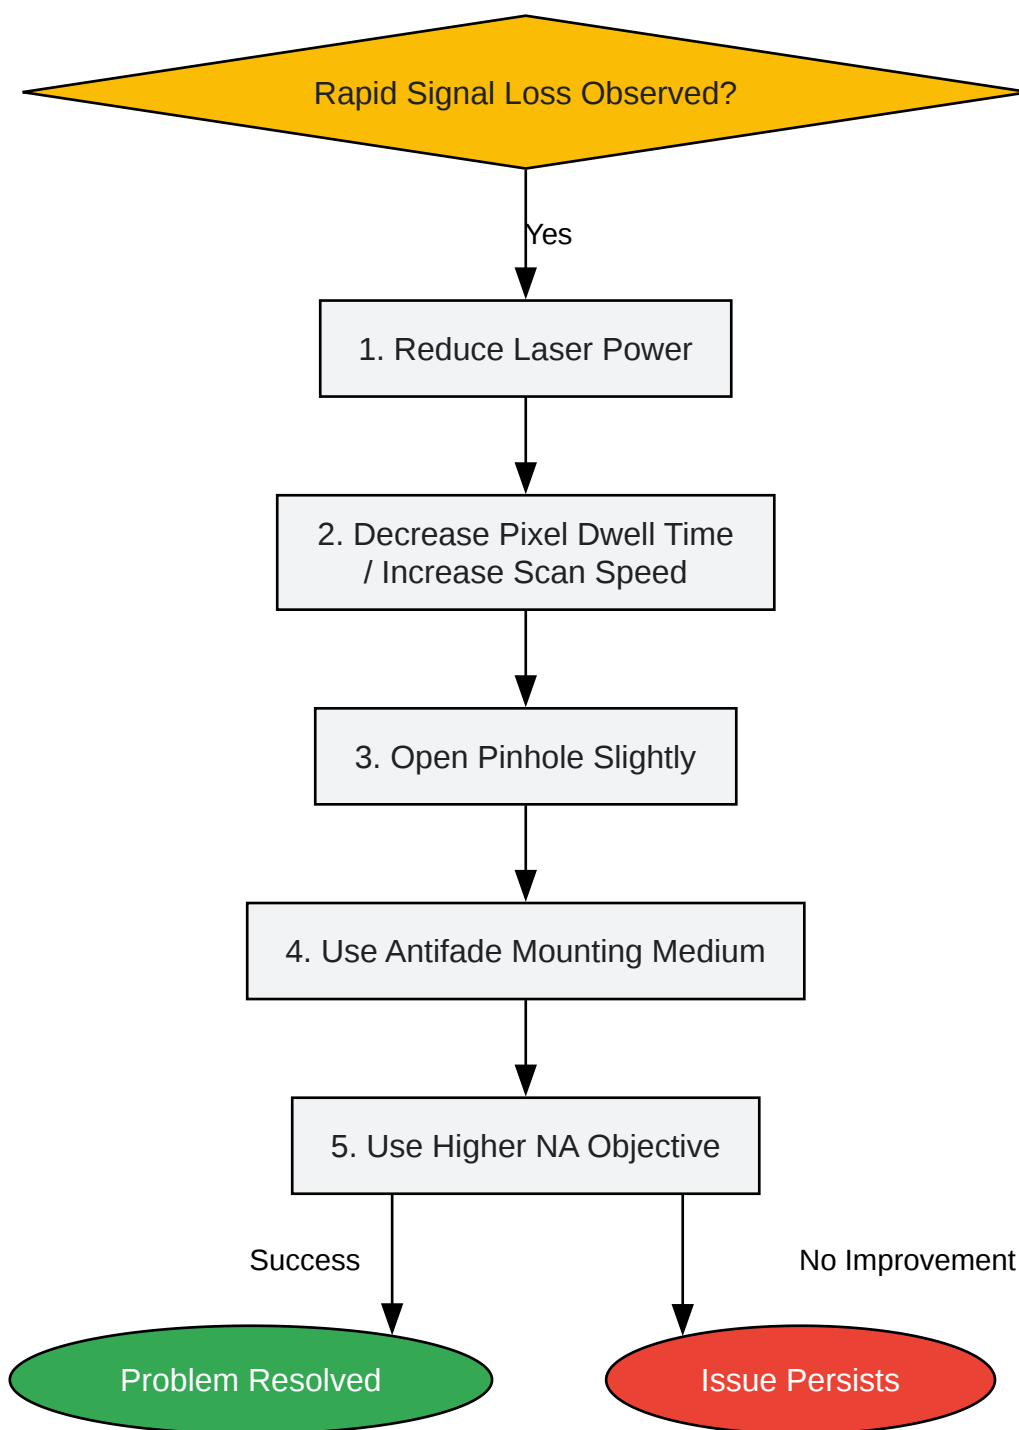 Rapid Signal Loss Observed?
Yes
1. Reduce Laser Power
2. Decrease Pixel Dwell Time
/ Increase Scan Speed
3. Open Pinhole Slightly
4. Use Antifade Mounting Medium
5. Use Higher NA Objective
Success
No Improvement
Problem Resolved
Issue Persists